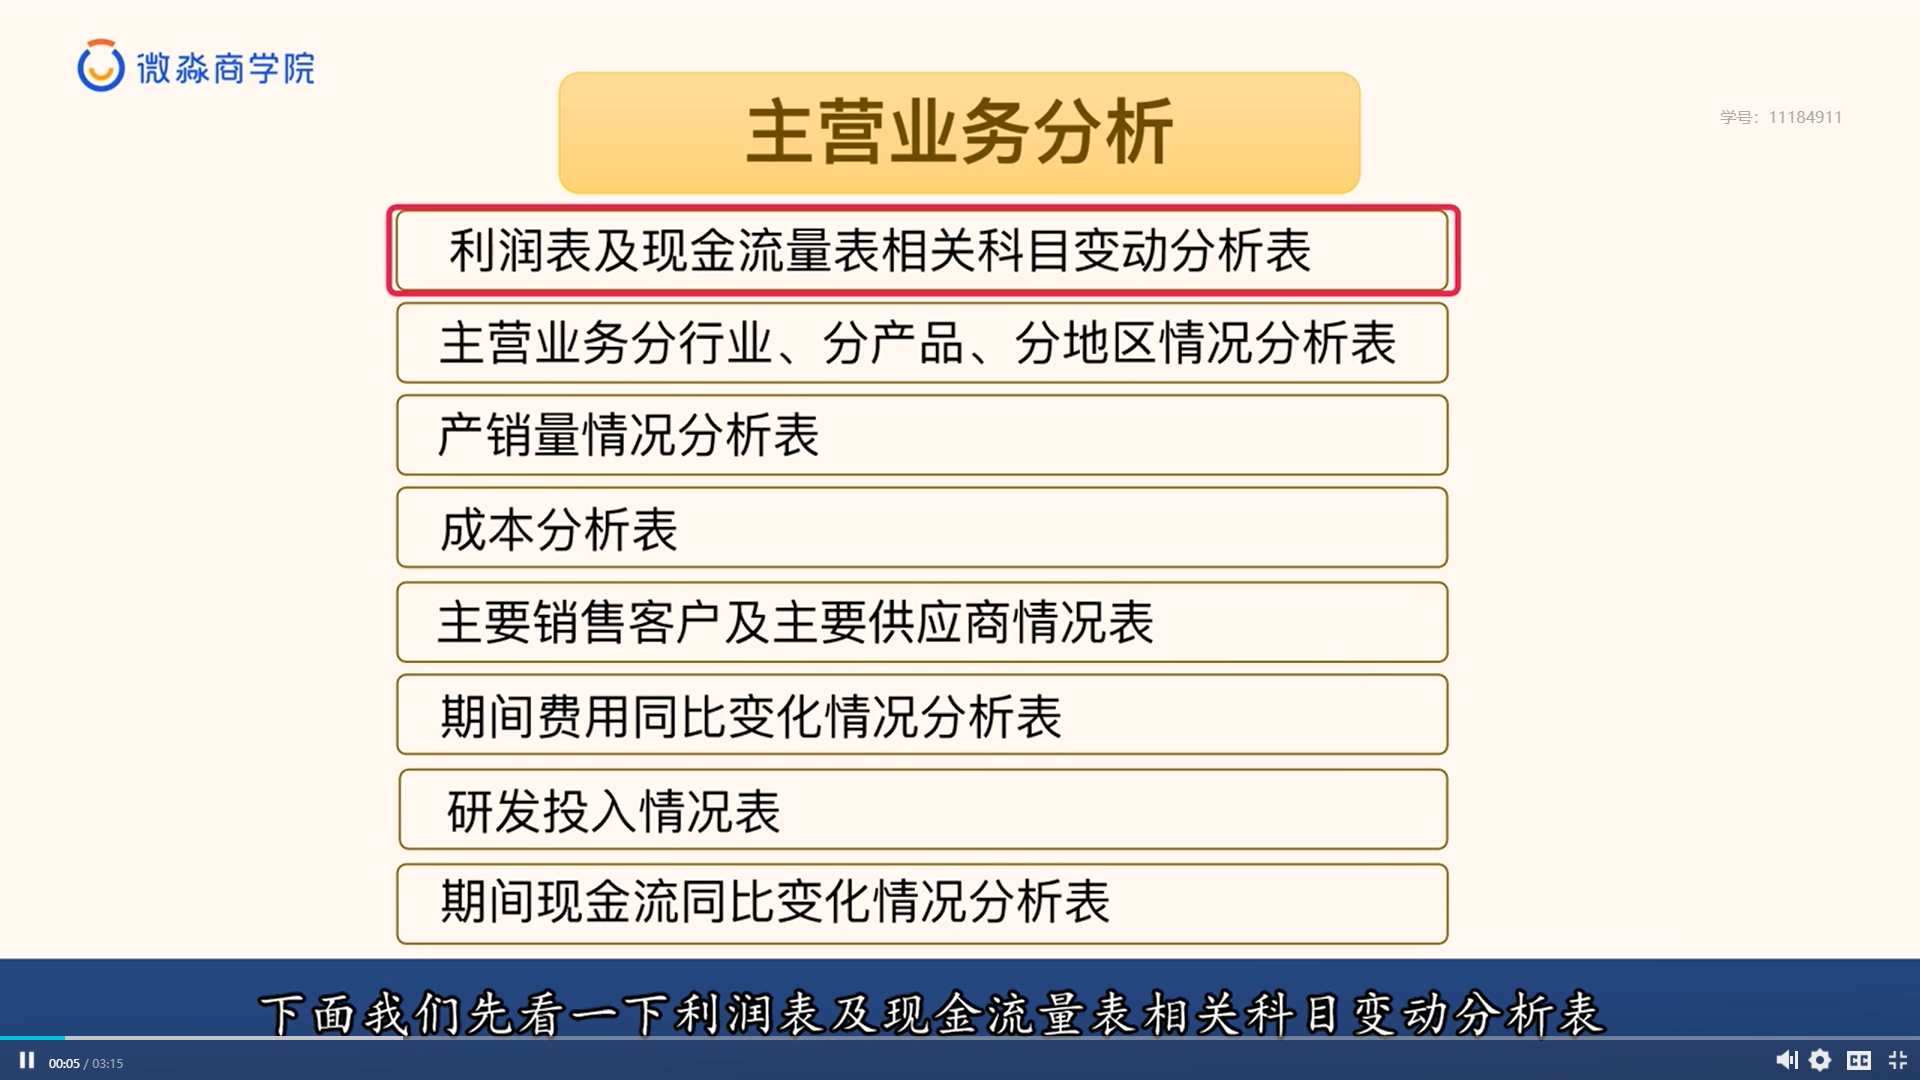 微淼商学院
主营业务分析
学号：11184911
利润表及现金流量表相关科目变动分析表
主营业务分行业、分产品、分地区情况分析表
产销量情况分析表
成本分析表
主要销售客户及主要供应商情况表
期间费用同比变化情况分析表
研发投入情况表
期间现金流同比变化情况分析表
下面我们先看一下利润表及现金流量表相关科目变动分析表
00:05 / 03:15
CC